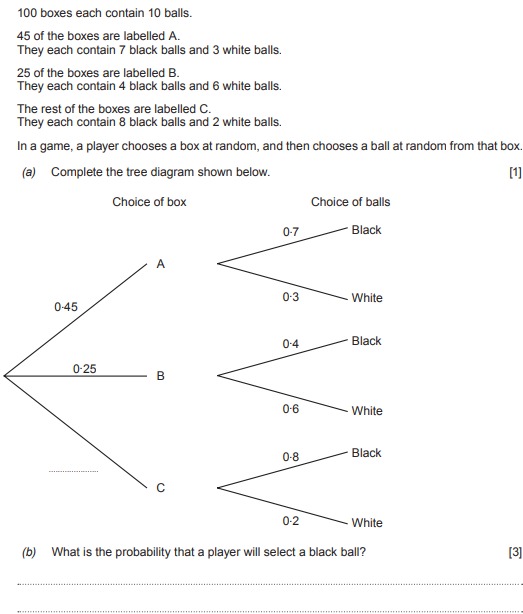 100 boxes each contain 10 balls.
45 of the boxes are labelled A.
They each contain 7 black balls and 3 white balls.
25 of the boxes are labelled B.
They each contain 4 black balls and 6 white balls.
The rest of the boxes are labelled C.
They each contain 8 black balls and 2 white balls.
In a game, a player chooses a box at random, and then chooses a ball at random from that box.
(a) Complete the tree diagram shown below. [1]
Choice of box Choice of balls
0·7 Black
A
0·3 White
0·45
0·4 Black
0·25 B
0·6 White
0·8 Black
C
0·2 White
(b) What is the probability that a player will select a black ball? [3]